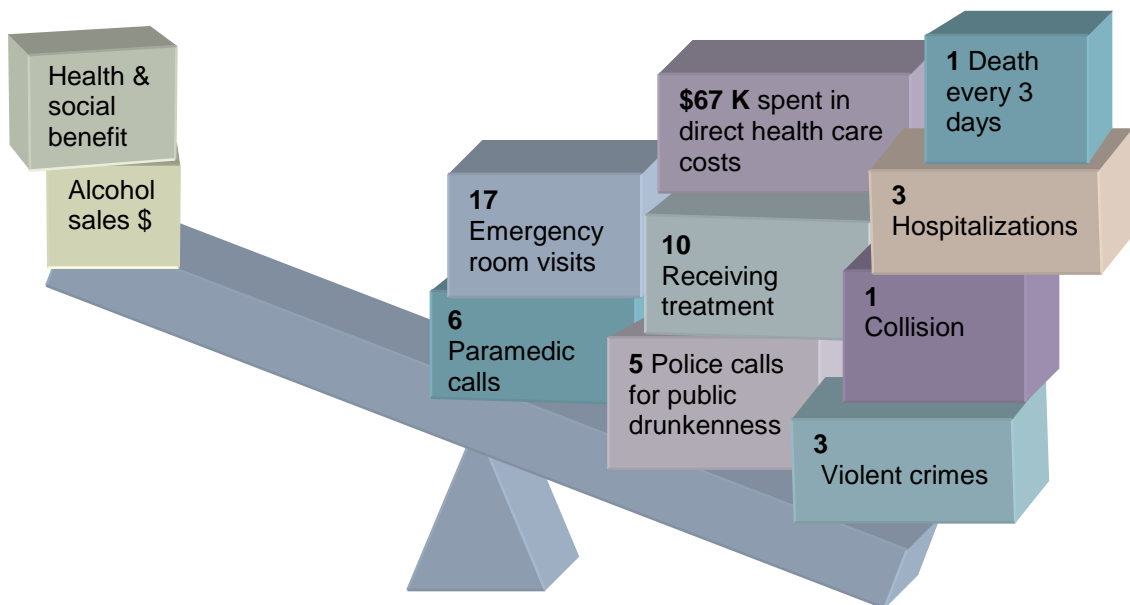 Health &
social
benefit
Alcohol
sales $
17
Emergency
room visits
6
Paramedic
calls
$67 K spent in
direct health care
costs
10
Receiving
treatment
5 Police calls
for public
drunkenness
1 Death
every 3
days
3
Hospitalizations
1
Collision
3
Violent crimes